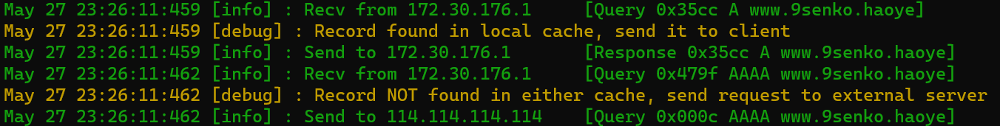 May 27 23:26:11:459 [info] : Recv from 172.30.176.1     [Query 0x35cc A www.9senko.haoye]
May 27 23:26:11:459 [debug] : Record found in local cache, send it to client
May 27 23:26:11:459 [info] : Send to 172.30.176.1       [Response 0x35cc A www.9senko.haoye]
May 27 23:26:11:462 [info] : Recv from 172.30.176.1     [Query 0x479f AAAA www.9senko.haoye]
May 27 23:26:11:462 [debug] : Record NOT found in either cache, send request to external server
May 27 23:26:11:462 [info] : Send to 114.114.114.114    [Query 0x000c AAAA www.9senko.haoye]